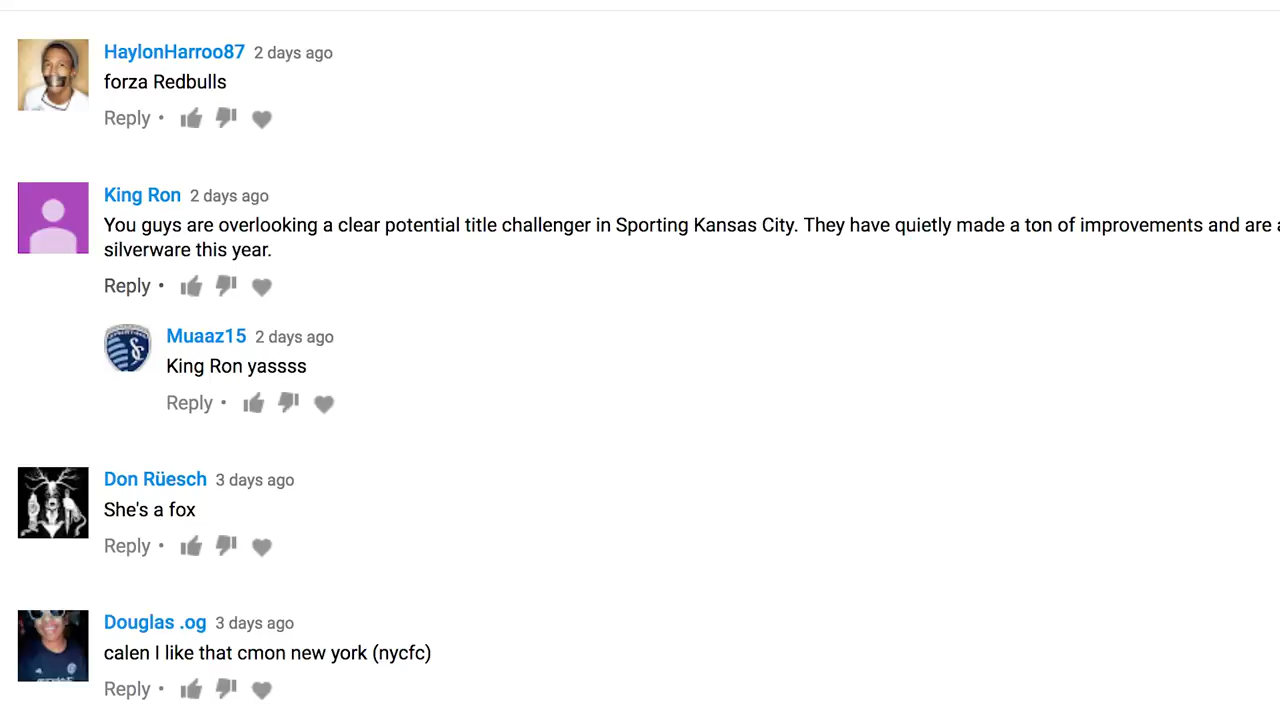 HaylonHarroo87 2 days ago
forza Redbulls
Reply •
King Ron 2 days ago
You guys are overlooking a clear potential title challenger in Sporting Kansas City. They have quietly made a ton of improvements and are
silverware this year.
Reply •
Muaaz15 2 days ago
King Ron yassss
Reply •
Don Rüesch 3 days ago
She's a fox
Reply •
Douglas .og 3 days ago
calen I like that cmon new york (nycfc)
Reply •